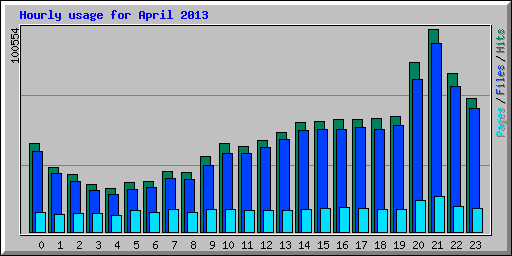 Hourly usage for April 2013
100554
Pages / Files / Hits
0 1 2 3 4 5 6 7 8 9 10 11 12 13 14 15 16 17 18 19 20 21 22 23